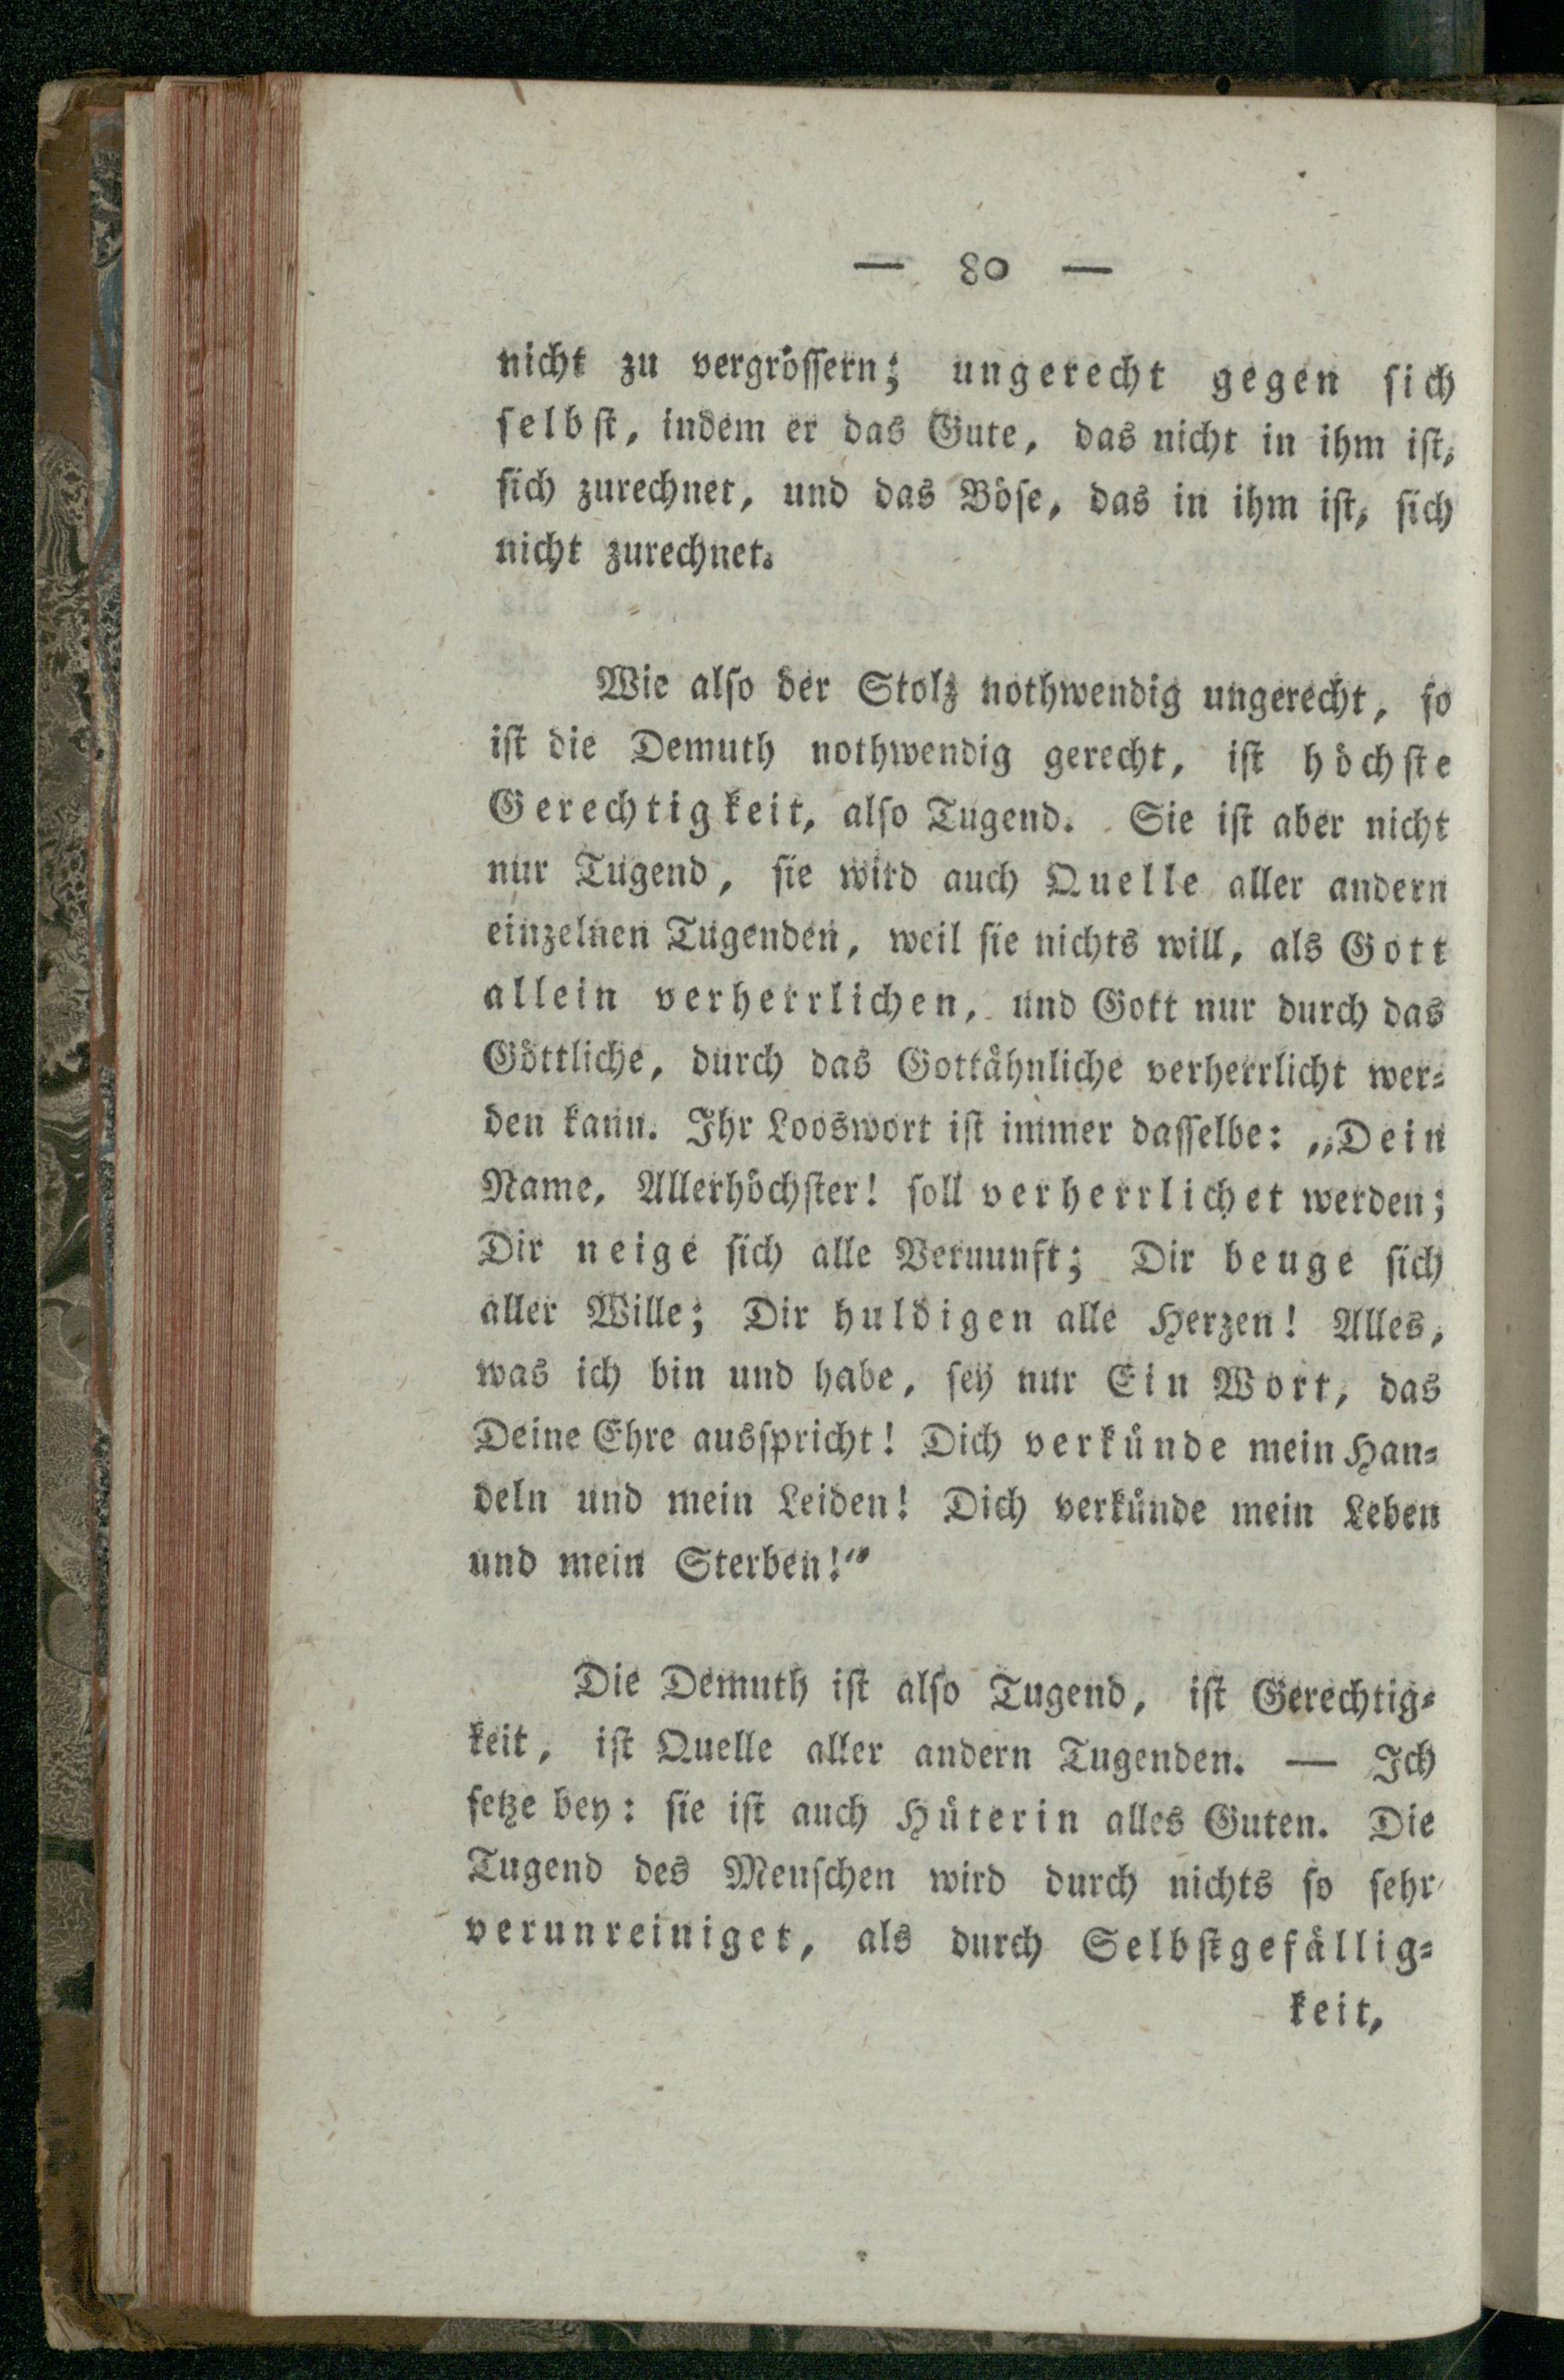 — 80 —
nicht zu vergrössern; ungerecht gegen sich
selbst, indem er das Gute, das nicht in ihm ist,
sich zurechnet, und das Böse, das in ihm ist, sich
nicht zurechnet.
Wie also der Stolz nothwendig ungerecht, so
ist die Demuth nothwendig gerecht, ist höchste
Gerechtigkeit, also Tugend. Sie ist aber nicht
nur Tugend, sie wird auch Quelle aller andern
einzelnen Tugenden, weil sie nichts will, als Gott
allein verherrlichen, und Gott nur durch das
Göttliche, durch das Gottähnliche verherrlicht wer-
den kann. Ihr Looswort ist immer dasselbe: „Dein
Name, Allerhöchster! soll verherrlichet werden;
Dir neige sich alle Vernunft; Dir beuge sich
aller Wille; Dir huldigen alle Herzen! Alles,
was ich bin und habe, sey nur Ein Wort, das
Deine Ehre ausspricht! Dich verkünde mein Han-
deln und mein Leiden! Dich verkünde mein Leben
und mein Sterben!“
Die Demuth ist also Tugend, ist Gerechtig-
keit, ist Quelle aller andern Tugenden. — Ich
setze bey: sie ist auch Hüterin alles Guten. Die
Tugend des Menschen wird durch nichts so sehr
verunreiniget, als durch Selbstgefällig-
keit,